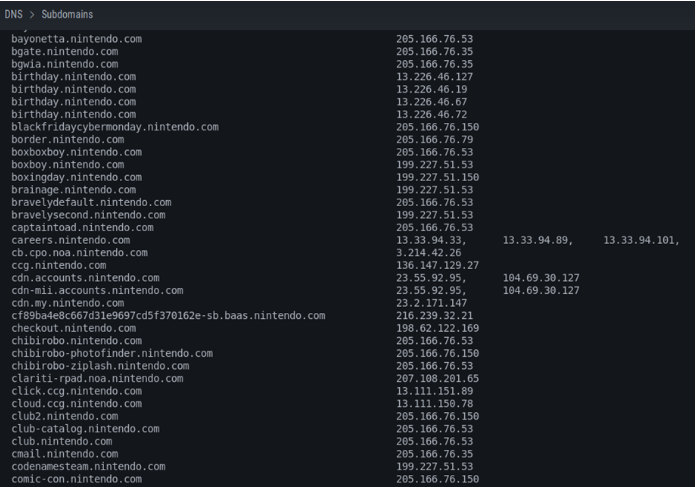 DNS > Subdomains
bayonetta.nintendo.com 205.166.76.53
bgate.nintendo.com 205.166.76.35
bgwia.nintendo.com 205.166.76.35
birthday.nintendo.com 13.226.46.127
birthday.nintendo.com 13.226.46.19
birthday.nintendo.com 13.226.46.67
birthday.nintendo.com 13.226.46.72
blackfridaycybermonday.nintendo.com 205.166.76.150
border.nintendo.com 205.166.76.79
boxboxboy.nintendo.com 205.166.76.53
boxboy.nintendo.com 199.227.51.53
boxingday.nintendo.com 199.227.51.150
brainage.nintendo.com 199.227.51.53
bravelydefault.nintendo.com 205.166.76.53
bravelysecond.nintendo.com 199.227.51.53
captaintoad.nintendo.com 205.166.76.53
careers.nintendo.com 13.33.94.33, 13.33.94.89, 13.33.94.101,
cb.cpo.noa.nintendo.com 3.214.42.26
ccg.nintendo.com 136.147.129.27
cdn.accounts.nintendo.com 23.55.92.95, 104.69.30.127
cdn-mii.accounts.nintendo.com 23.55.92.95, 104.69.30.127
cdn.my.nintendo.com 23.2.171.147
cf89ba4e8c667d31e9697cd5f370162e-sb.baas.nintendo.com 216.239.32.21
checkout.nintendo.com 198.62.122.169
chibirobo.nintendo.com 205.166.76.53
chibirobo-photofinder.nintendo.com 205.166.76.150
chibirobo-ziplash.nintendo.com 205.166.76.53
clariti-rpad.noa.nintendo.com 207.108.201.65
click.ccg.nintendo.com 13.111.151.89
cloud.ccg.nintendo.com 13.111.150.78
club2.nintendo.com 205.166.76.150
club-catalog.nintendo.com 205.166.76.53
club.nintendo.com 205.166.76.53
cmail.nintendo.com 205.166.76.35
codenamesteam.nintendo.com 199.227.51.53
comic-con.nintendo.com 205.166.76.150